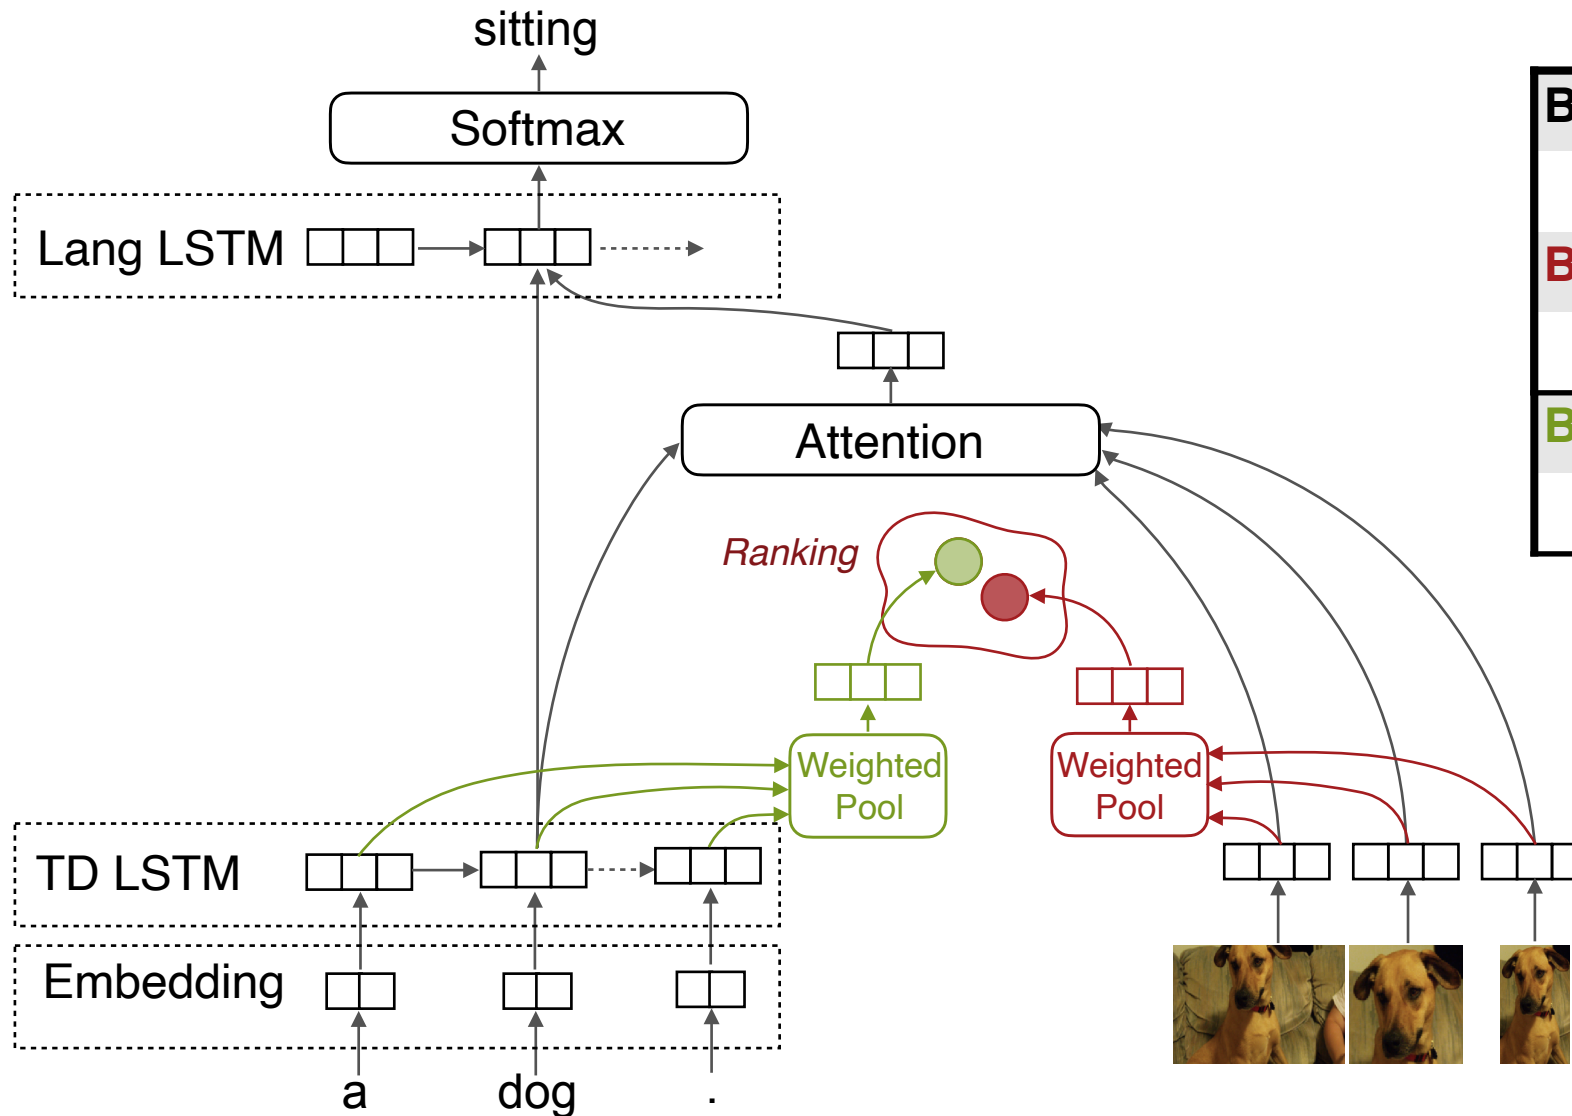 sitting
Softmax
Lang LSTM
Attention
Ranking
Weighted
Pool
Weighted
Pool
TD LSTM
Embedding
a
dog
.
B
B
B